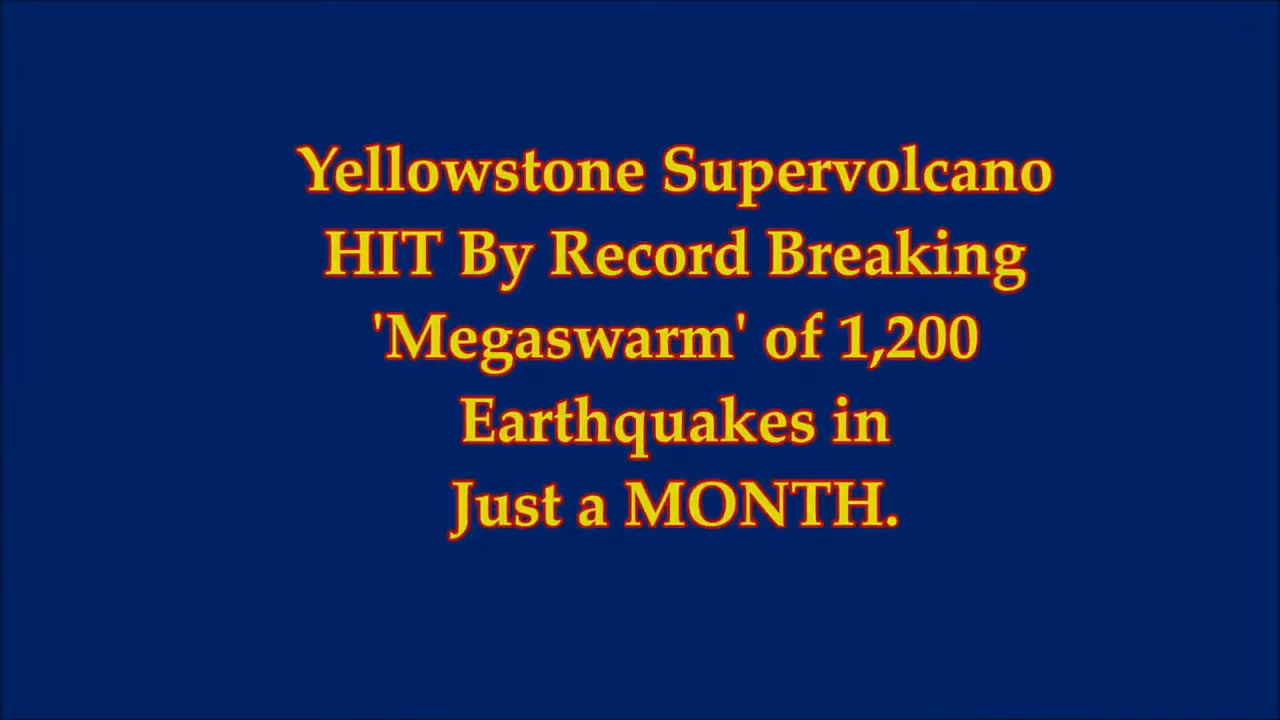 Yellowstone Supervolcano
HIT By Record Breaking
'Megaswarm' of 1,200
Earthquakes in
Just a MONTH.